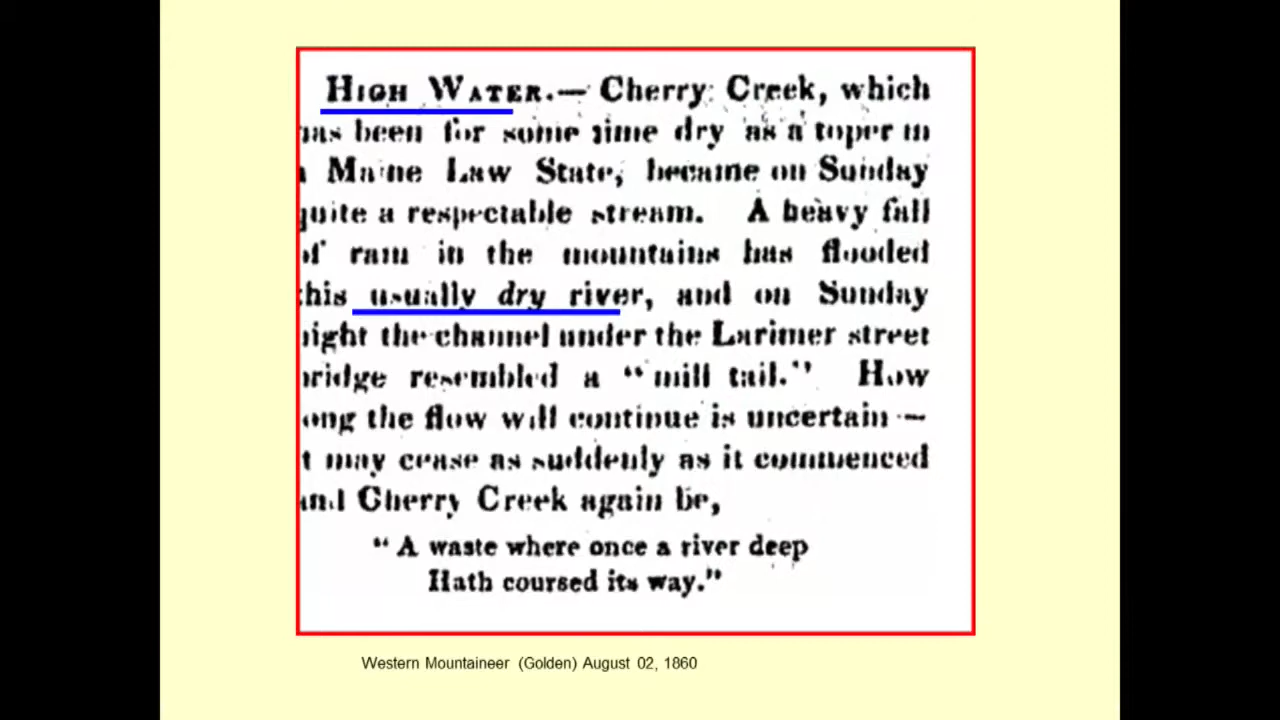 HIGH WATER.— Cherry Creek, which
has been for some time dry as a toper in
a Maine Law State, became on Sunday
quite a respectable stream. A heavy fall
of rain in the mountains has flooded
this usually dry river, and on Sunday
night the channel under the Larimer street
bridge resembled a "mill tail." How
long the flow will continue is uncertain —
it may cease as suddenly as it commenced
and Cherry Creek again be,
"A waste where once a river deep
Hath coursed its way."
Western Mountaineer (Golden) August 02, 1860